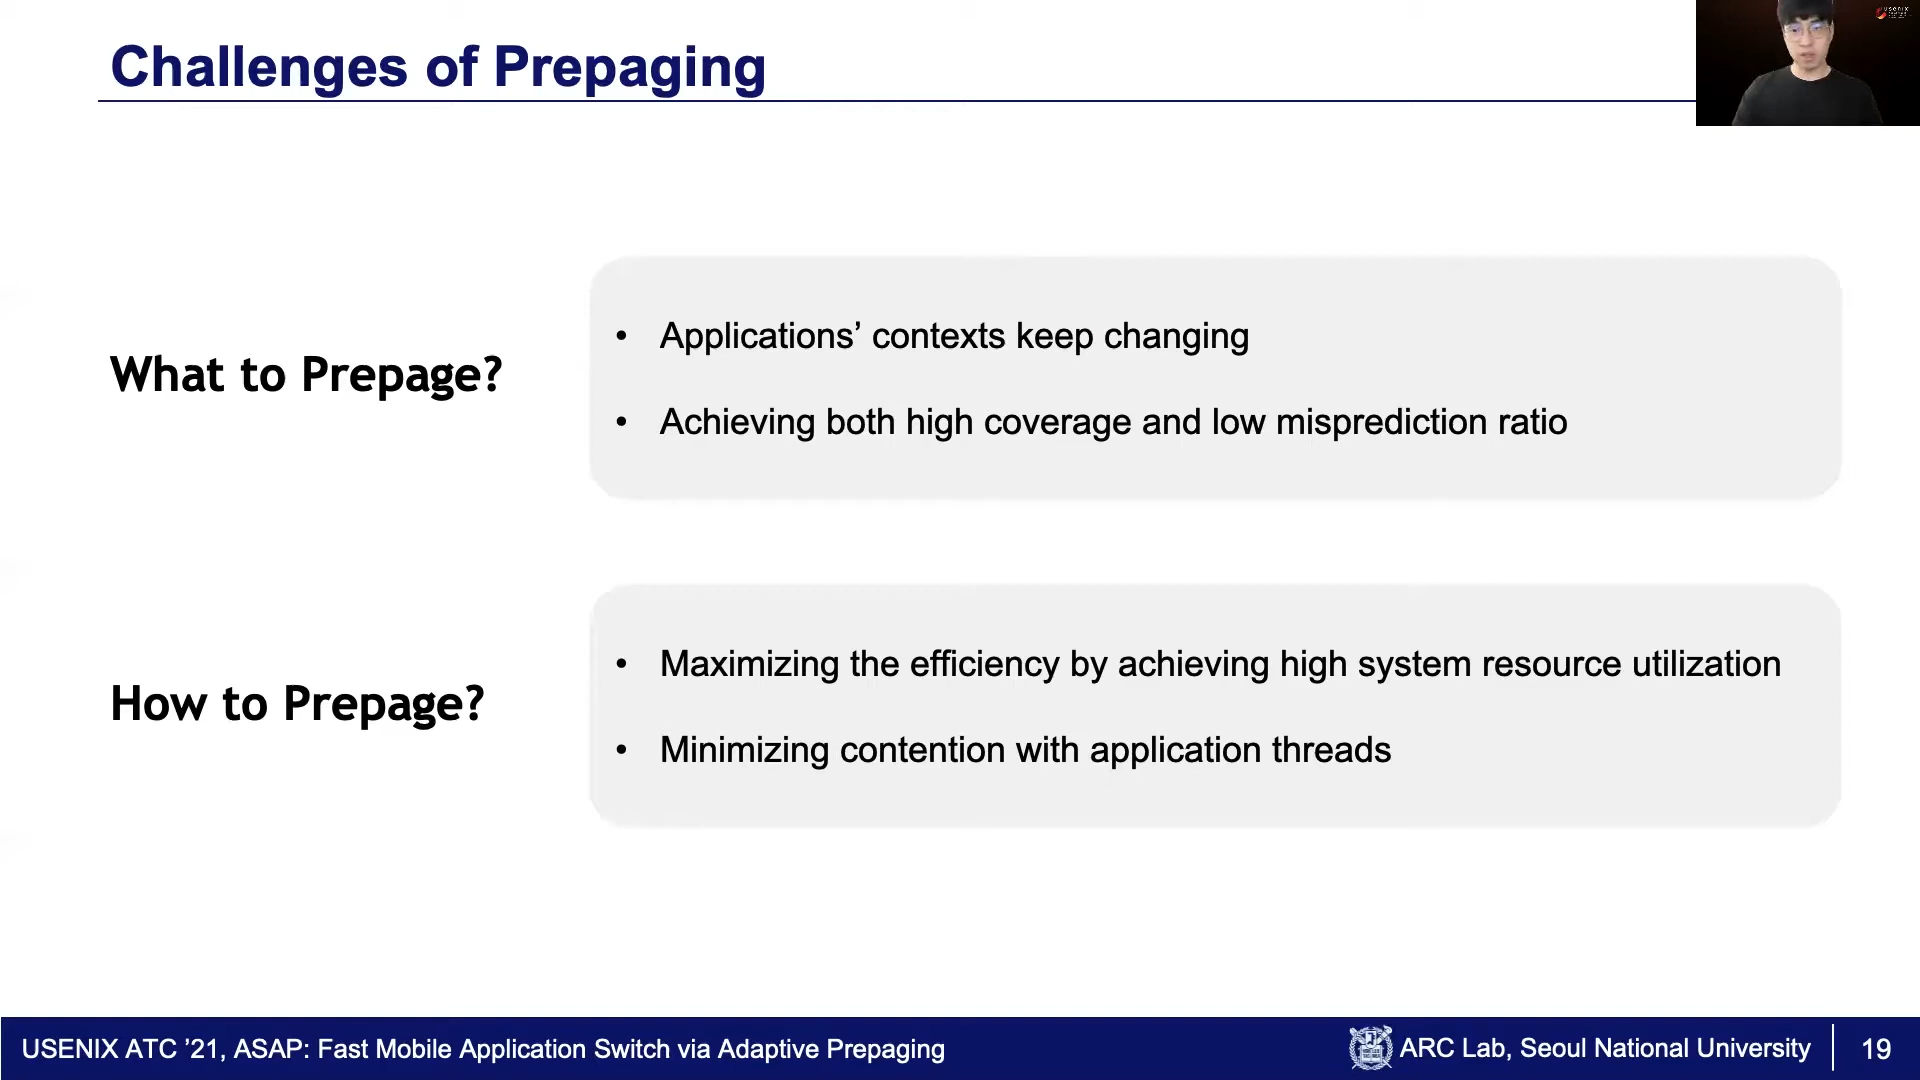 Challenges of Prepaging
usenix
What to Prepage?
• Applications’ contexts keep changing
• Achieving both high coverage and low misprediction ratio
How to Prepage?
• Maximizing the efficiency by achieving high system resource utilization
• Minimizing contention with application threads
USENIX ATC ’21, ASAP: Fast Mobile Application Switch via Adaptive Prepaging
ARC Lab, Seoul National University
19